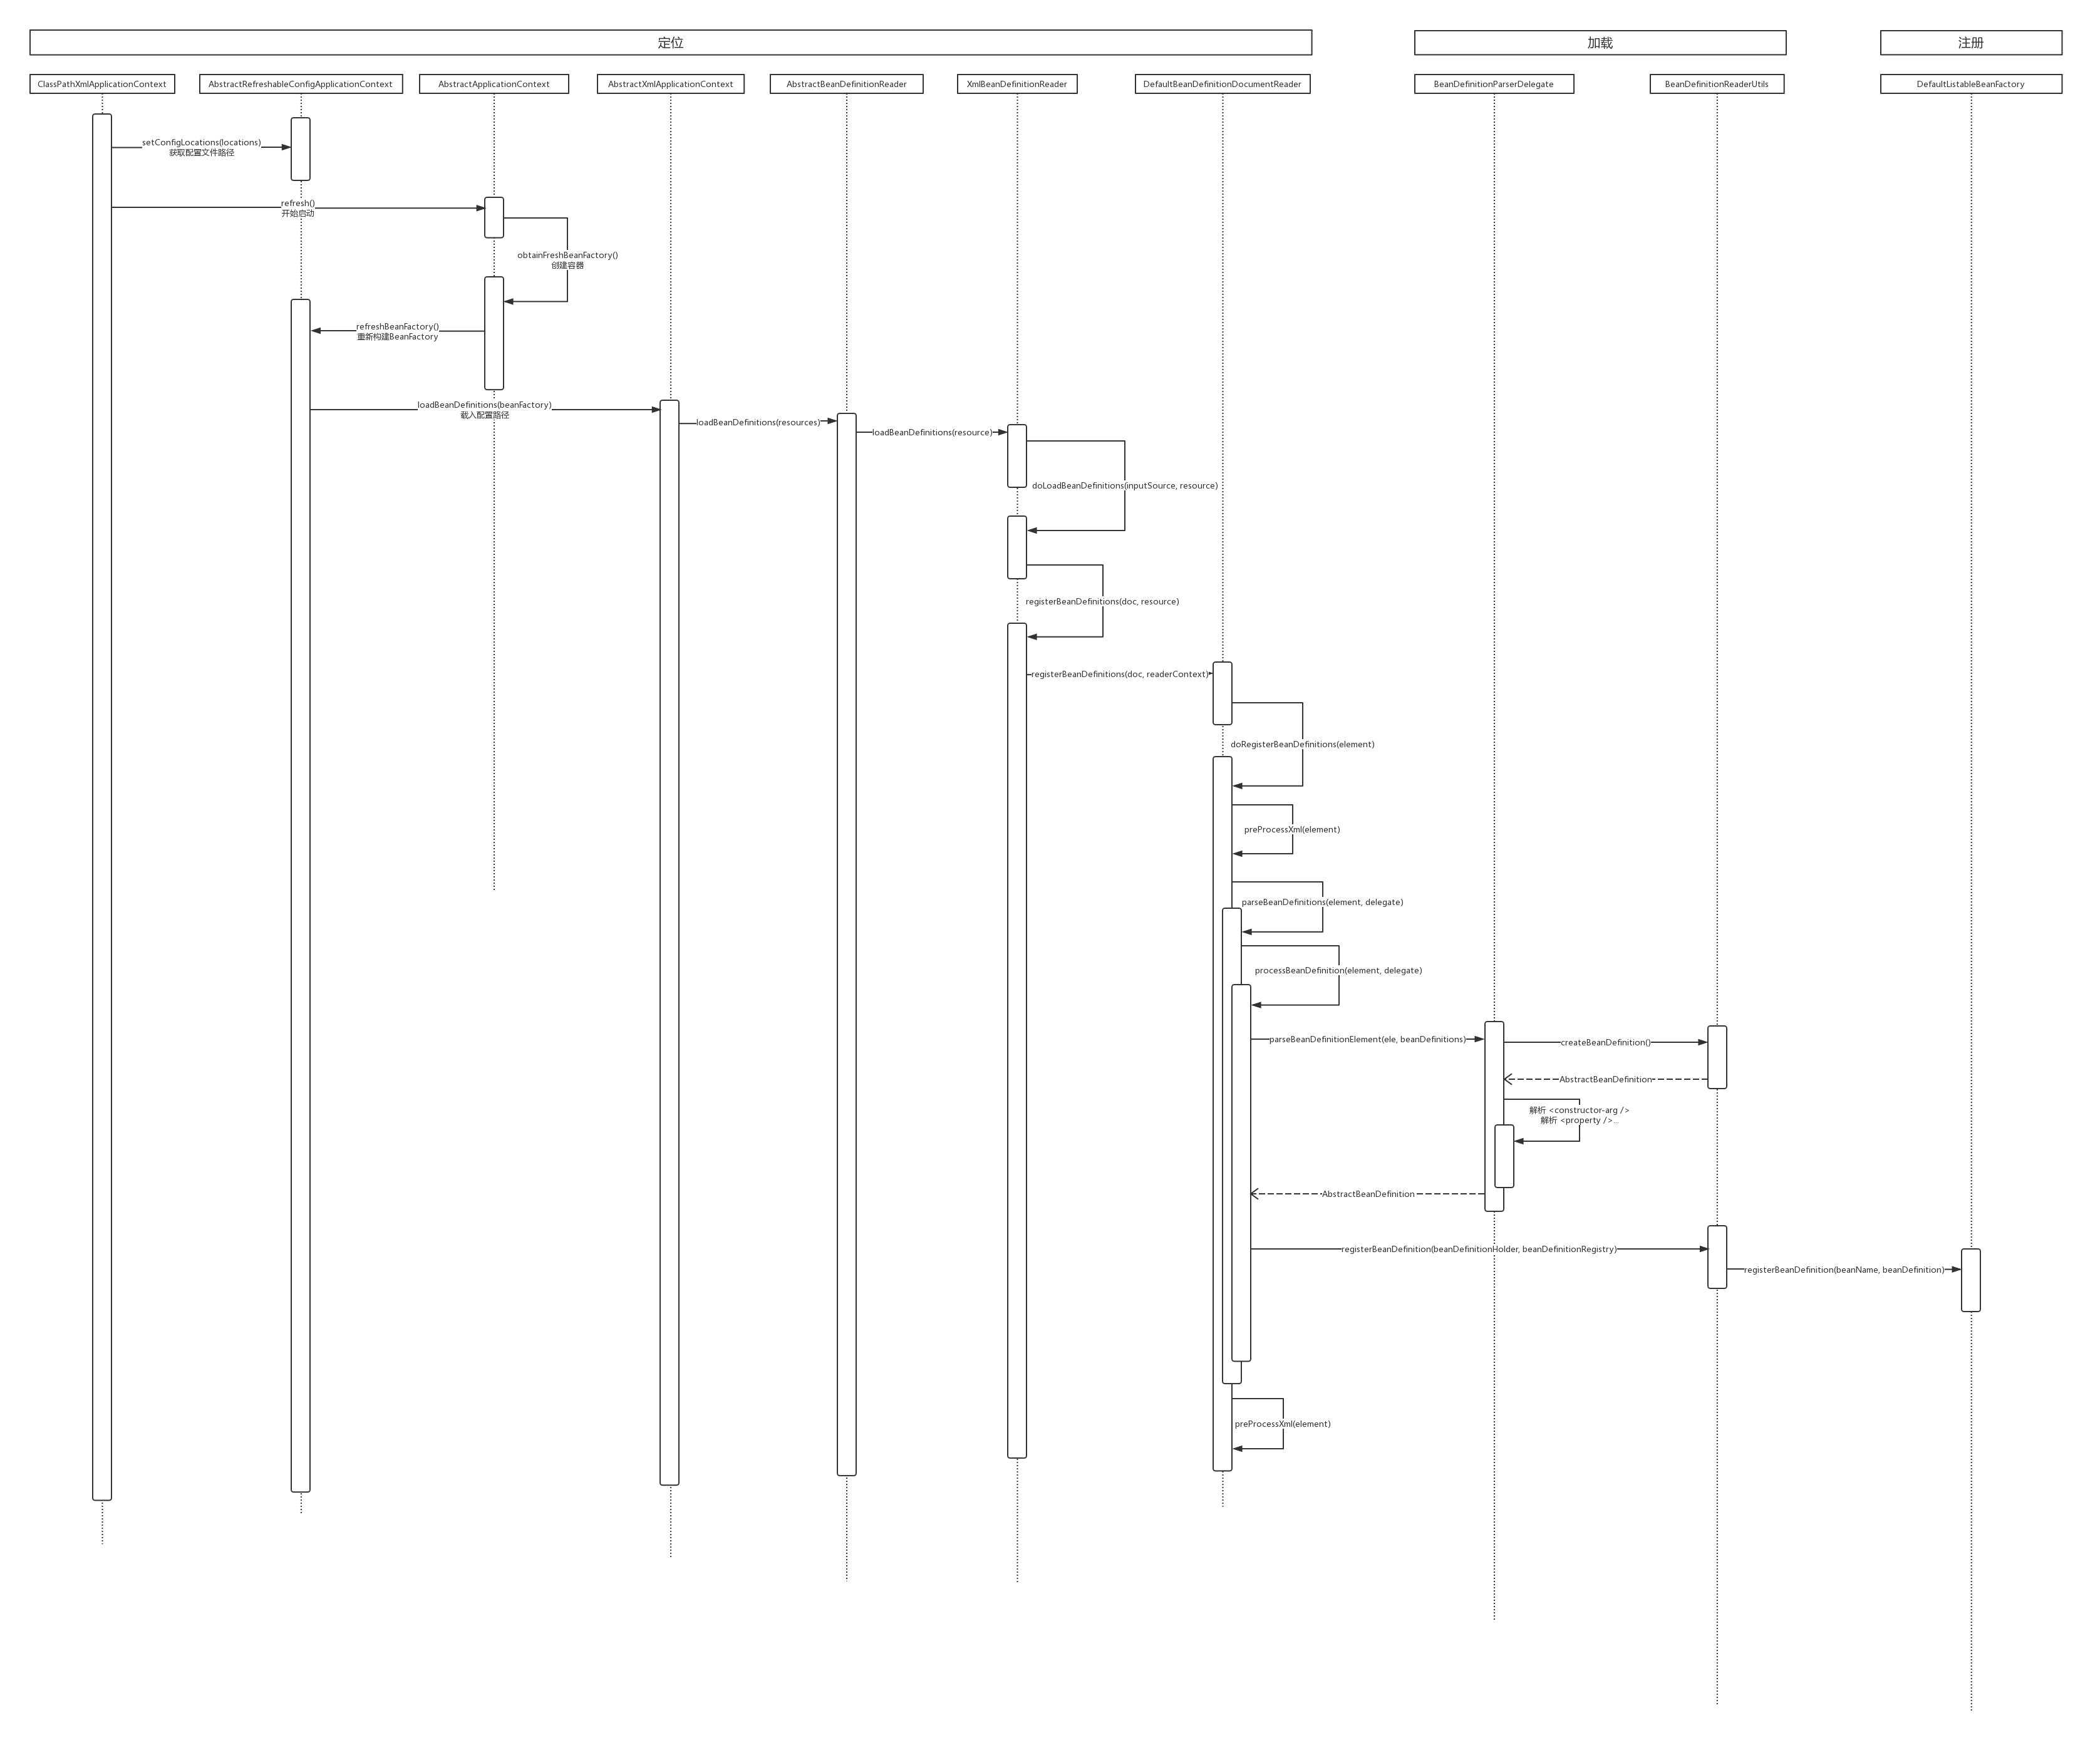 定位
加载
注册
ClassPathXmlApplicationContext
AbstractRefreshableConfigApplicationContext
AbstractApplicationContext
AbstractXmlApplicationContext
AbstractBeanDefinitionReader
XmlBeanDefinitionReader
DefaultBeanDefinitionDocumentReader
BeanDefinitionParserDelegate
BeanDefinitionReaderUtils
DefaultListableBeanFactory
setConfigLocations(locations)
获取配置文件路径
refresh()
开始启动
obtainFreshBeanFactory()
创建容器
refreshBeanFactory()
重新构建BeanFactory
loadBeanDefinitions(beanFactory)
载入配置路径
loadBeanDefinitions(resources)
loadBeanDefinitions(resource)
doLoadBeanDefinitions(inputSource, resource)
registerBeanDefinitions(doc, resource)
registerBeanDefinitions(doc, readerContext)
doRegisterBeanDefinitions(element)
preProcessXml(element)
parseBeanDefinitions(element, delegate)
processBeanDefinition(element, delegate)
parseBeanDefinitionElement(ele, beanDefinitions)
createBeanDefinition()
AbstractBeanDefinition
解析 <constructor-arg />
解析 <property />...
AbstractBeanDefinition
registerBeanDefinition(beanDefinitionHolder, beanDefinitionRegistry)
registerBeanDefinition(beanName, beanDefinition)
preProcessXml(element)